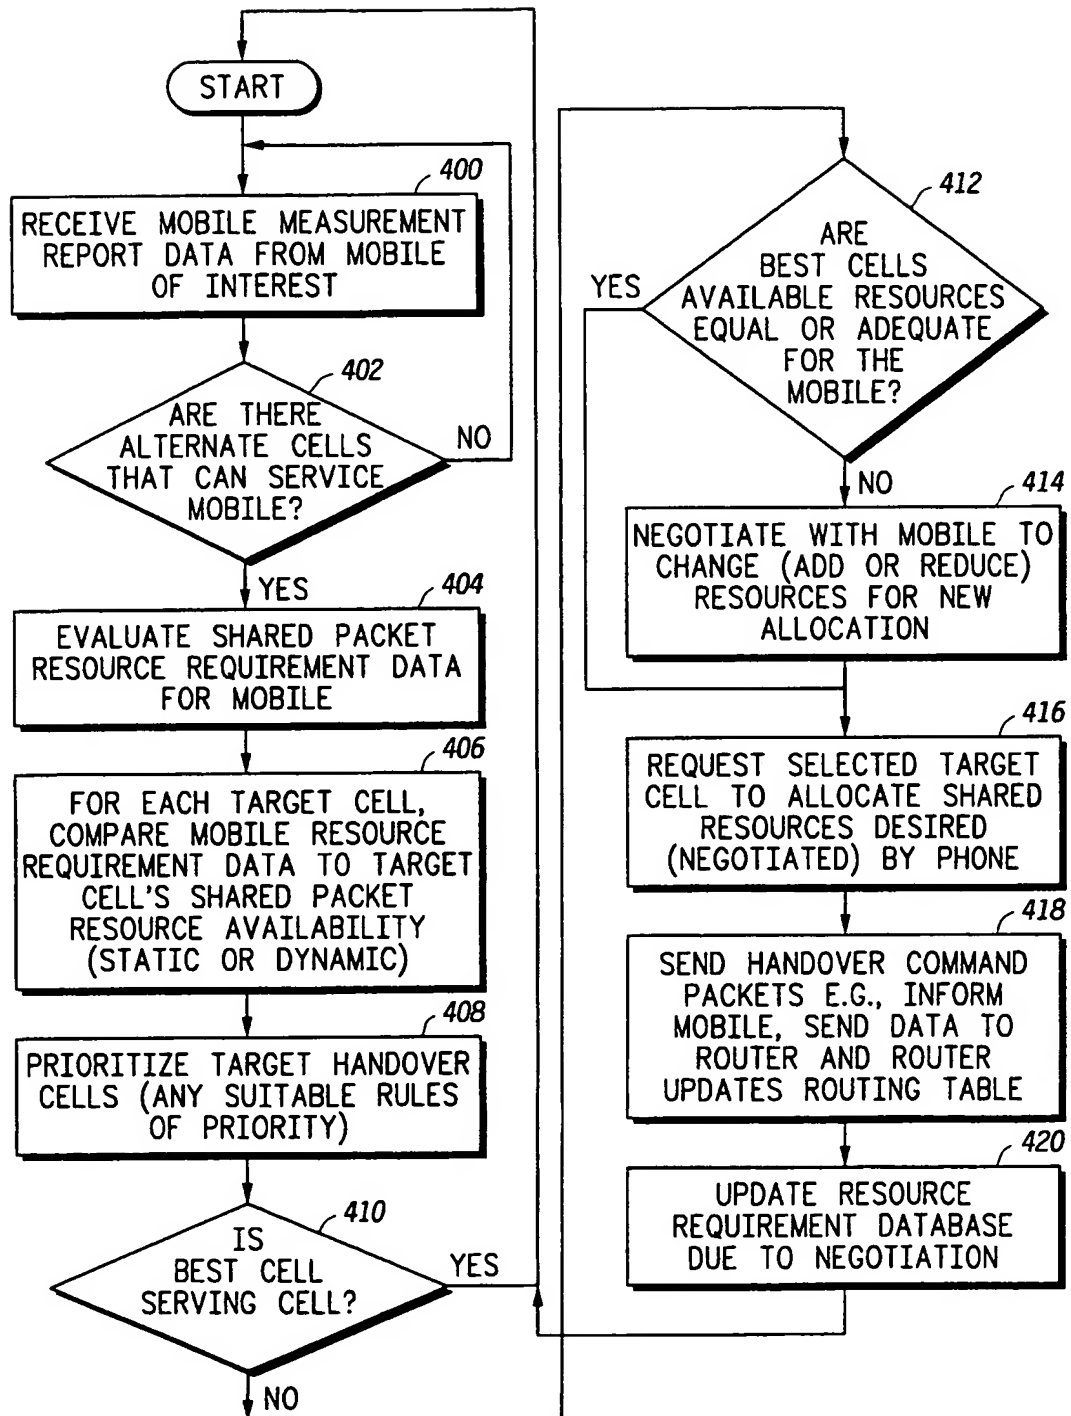 START
400
RECEIVE MOBILE MEASUREMENT
REPORT DATA FROM MOBILE
OF INTEREST
402
ARE THERE
ALTERNATE CELLS
THAT CAN SERVICE
MOBILE?
NO
YES
404
EVALUATE SHARED PACKET
RESOURCE REQUIREMENT DATA
FOR MOBILE
406
FOR EACH TARGET CELL,
COMPARE MOBILE RESOURCE
REQUIREMENT DATA TO TARGET
CELL'S SHARED PACKET
RESOURCE AVAILABILITY
(STATIC OR DYNAMIC)
408
PRIORITIZE TARGET HANDOVER
CELLS (ANY SUITABLE RULES
OF PRIORITY)
410
IS
BEST CELL
SERVING CELL?
YES
NO
412
ARE
BEST CELLS
AVAILABLE RESOURCES
EQUAL OR ADEQUATE
FOR THE
MOBILE?
YES
NO
414
NEGOTIATE WITH MOBILE TO
CHANGE (ADD OR REDUCE)
RESOURCES FOR NEW
ALLOCATION
416
REQUEST SELECTED TARGET
CELL TO ALLOCATE SHARED
RESOURCES DESIRED
(NEGOTIATED) BY PHONE
418
SEND HANDOVER COMMAND
PACKETS E.G., INFORM
MOBILE, SEND DATA TO
ROUTER AND ROUTER
UPDATES ROUTING TABLE
420
UPDATE RESOURCE
REQUIREMENT DATABASE
DUE TO NEGOTIATION